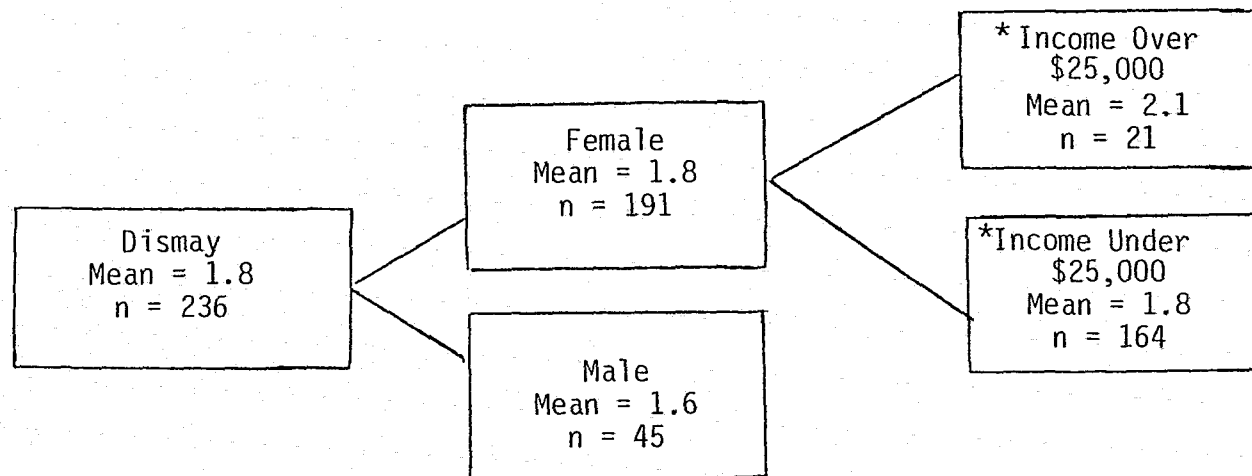 Dismay
Mean = 1.8
n = 236
Female
Mean = 1.8
n = 191
Male
Mean = 1.6
n = 45
* Income Over
$25,000
Mean = 2.1
n = 21
*Income Under
$25,000
Mean = 1.8
n = 164